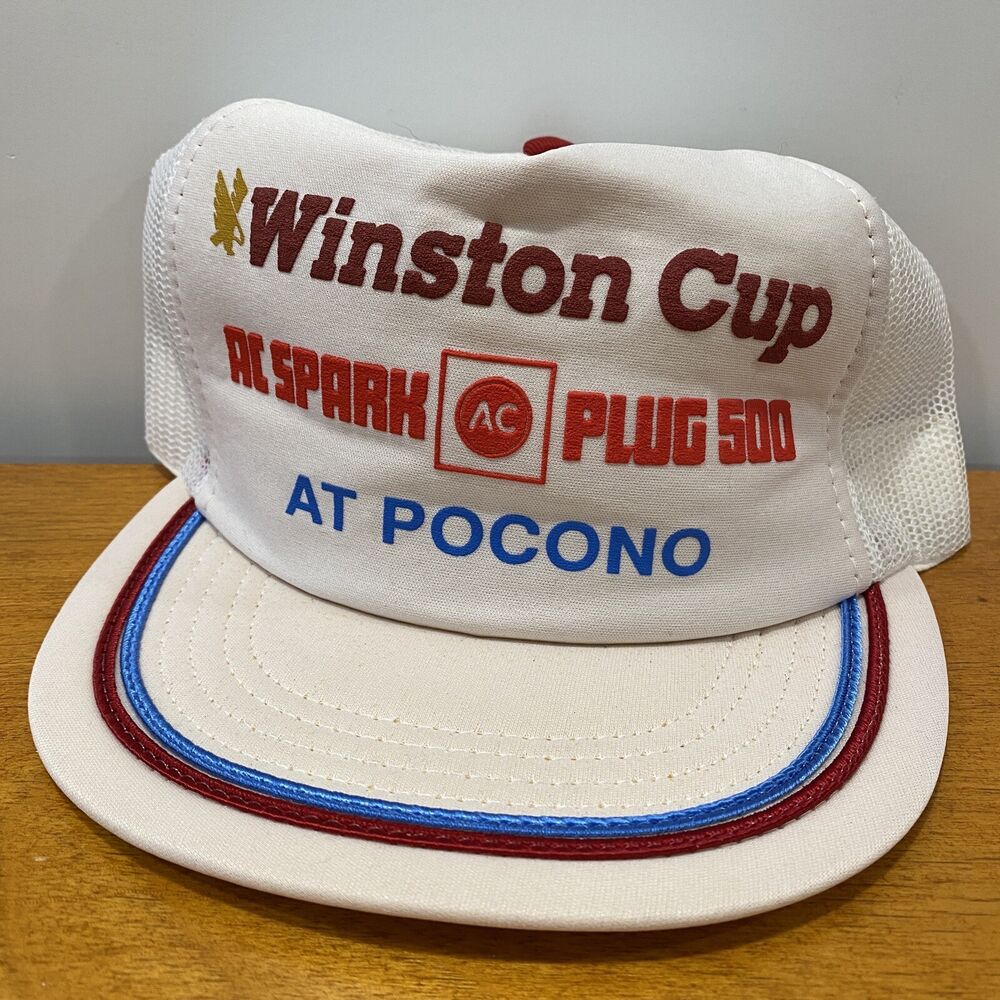 Winston Cup
AC SPARK AC PLUG 500
AT POCONO